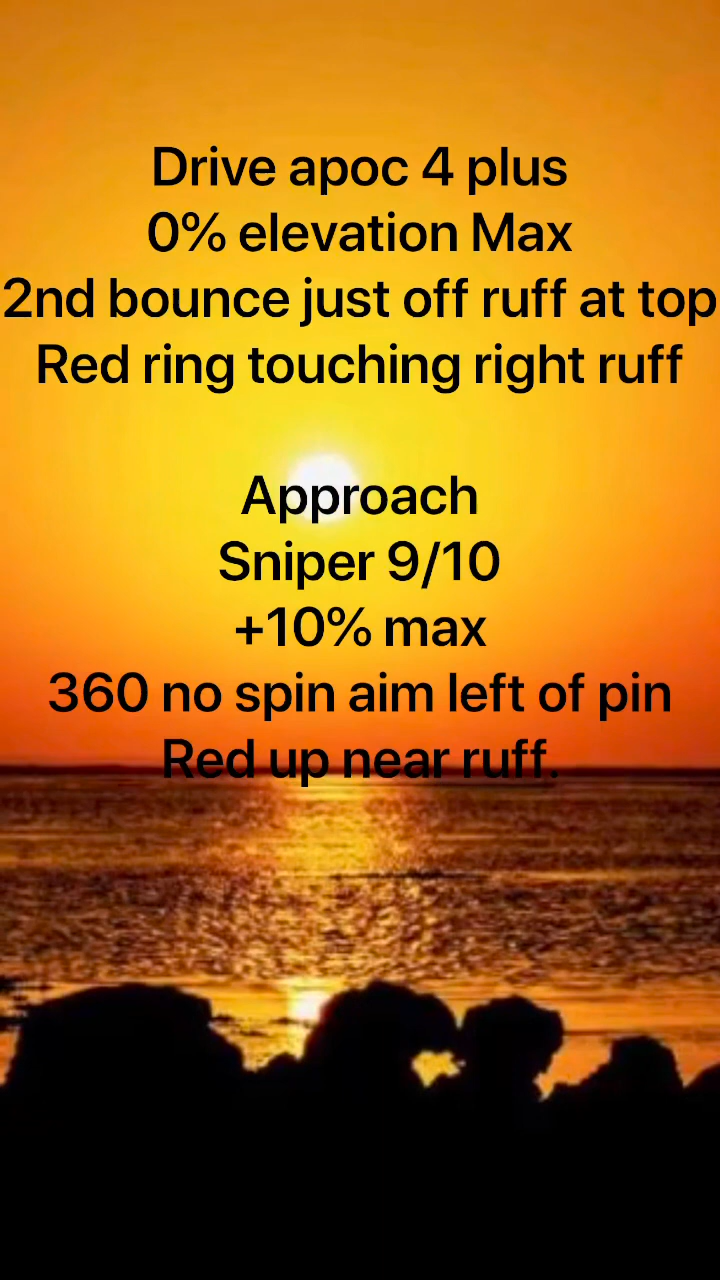 Drive apoc 4 plus
0% elevation Max
2nd bounce just off ruff at top
Red ring touching right ruff
Approach
Sniper 9/10
+10% max
360 no spin aim left of pin
Red up near ruff.